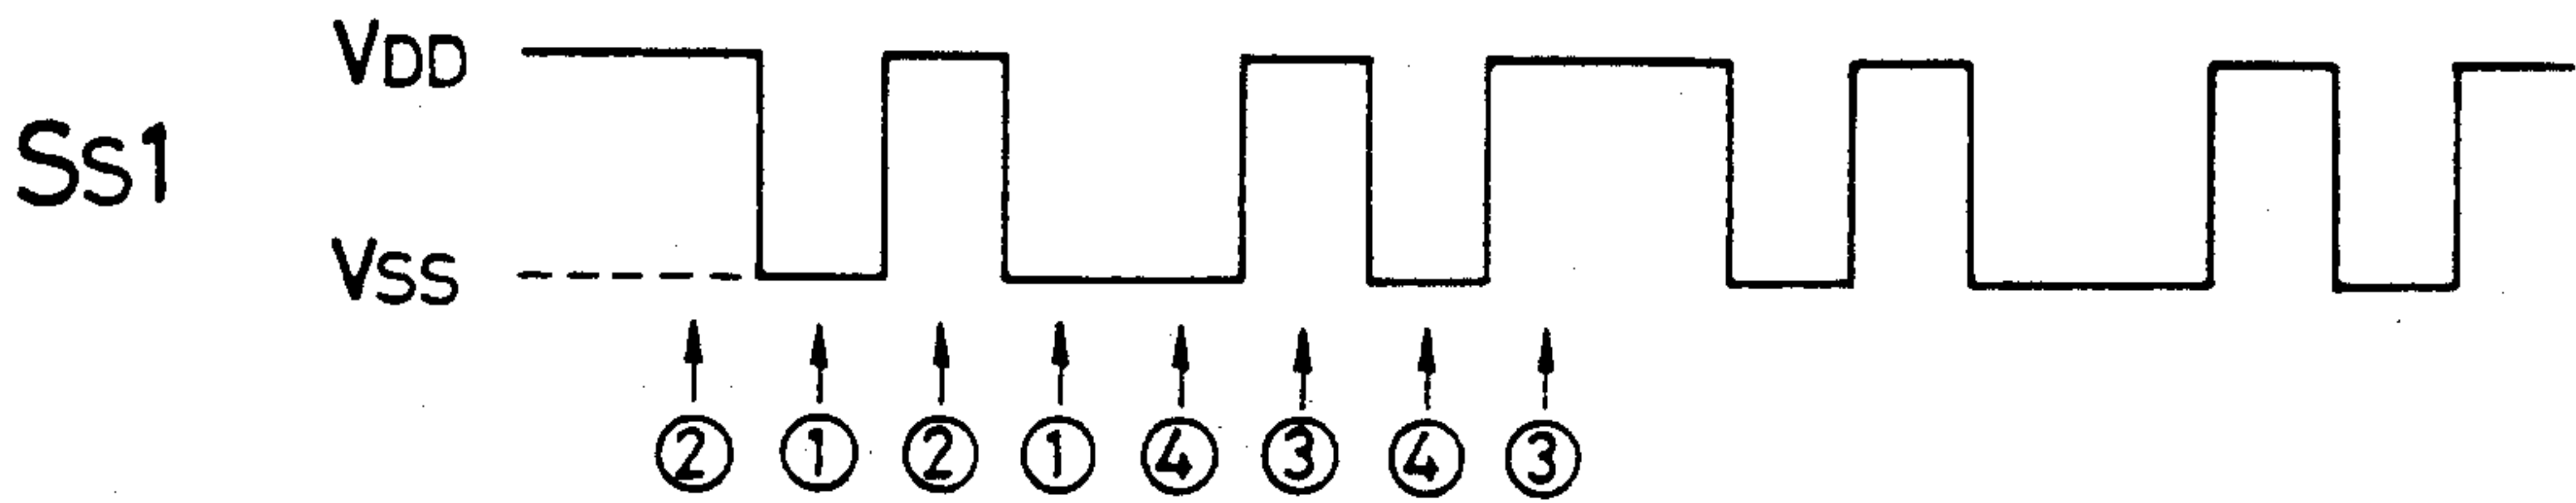 VDD
SS1
VSS
② ① ② ① ④ ③ ④ ③